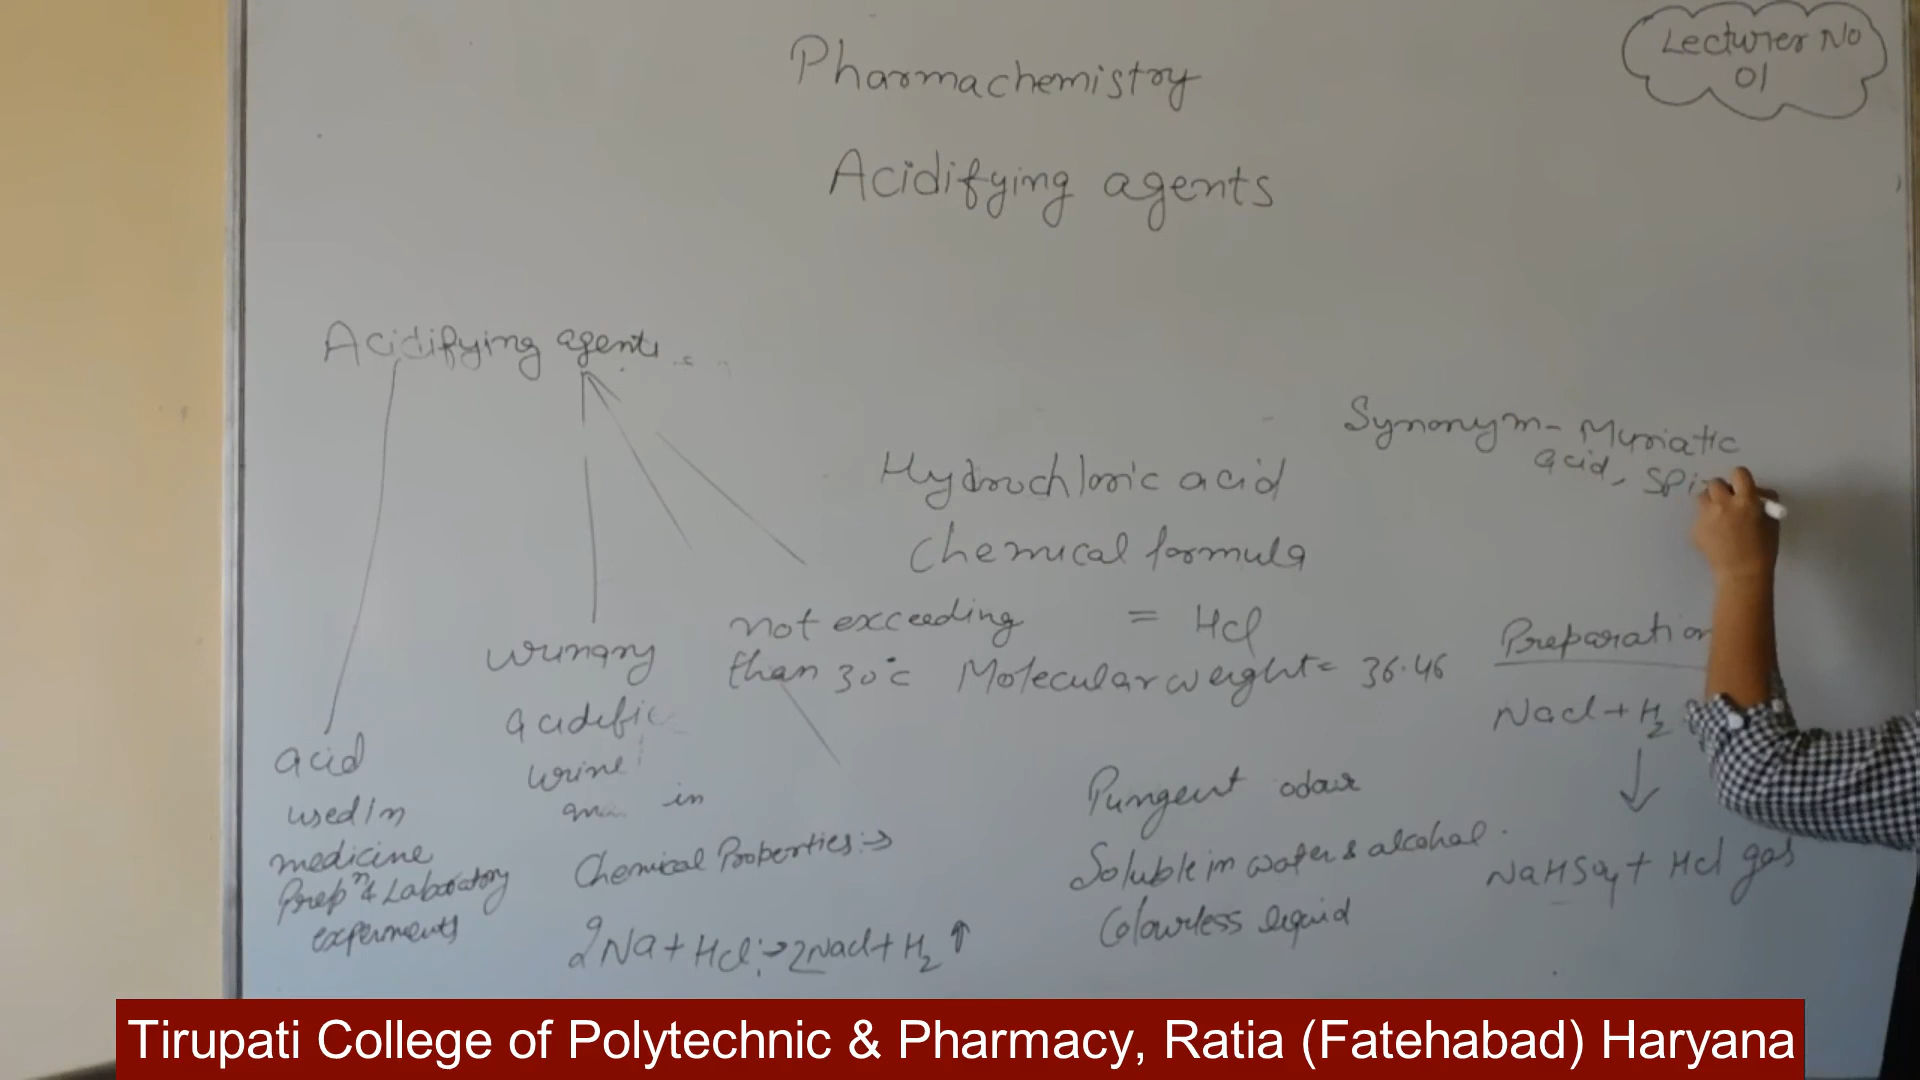 Lecturer No
01
Pharmachemistry
Acidifying agents
Acidifying agents
Synonym - Muriatic
acid, Spi
Hydrochloric acid
Chemical formula
= Hcl
not exceeding
than 30°c
Molecular weight = 36.46
Preparation
Nacl + H2
↓
NaHSO4 + Hcl gas
acid
used in
medicine
Prepn & Laboratory
experiments
urine
in
Chemical Properties :->
2Na + Hcl :-> 2Nacl + H2 ↑
Pungent odour
Soluble in water & alcohal.
Colourless liquid
Tirupati College of Polytechnic & Pharmacy, Ratia (Fatehabad) Haryana